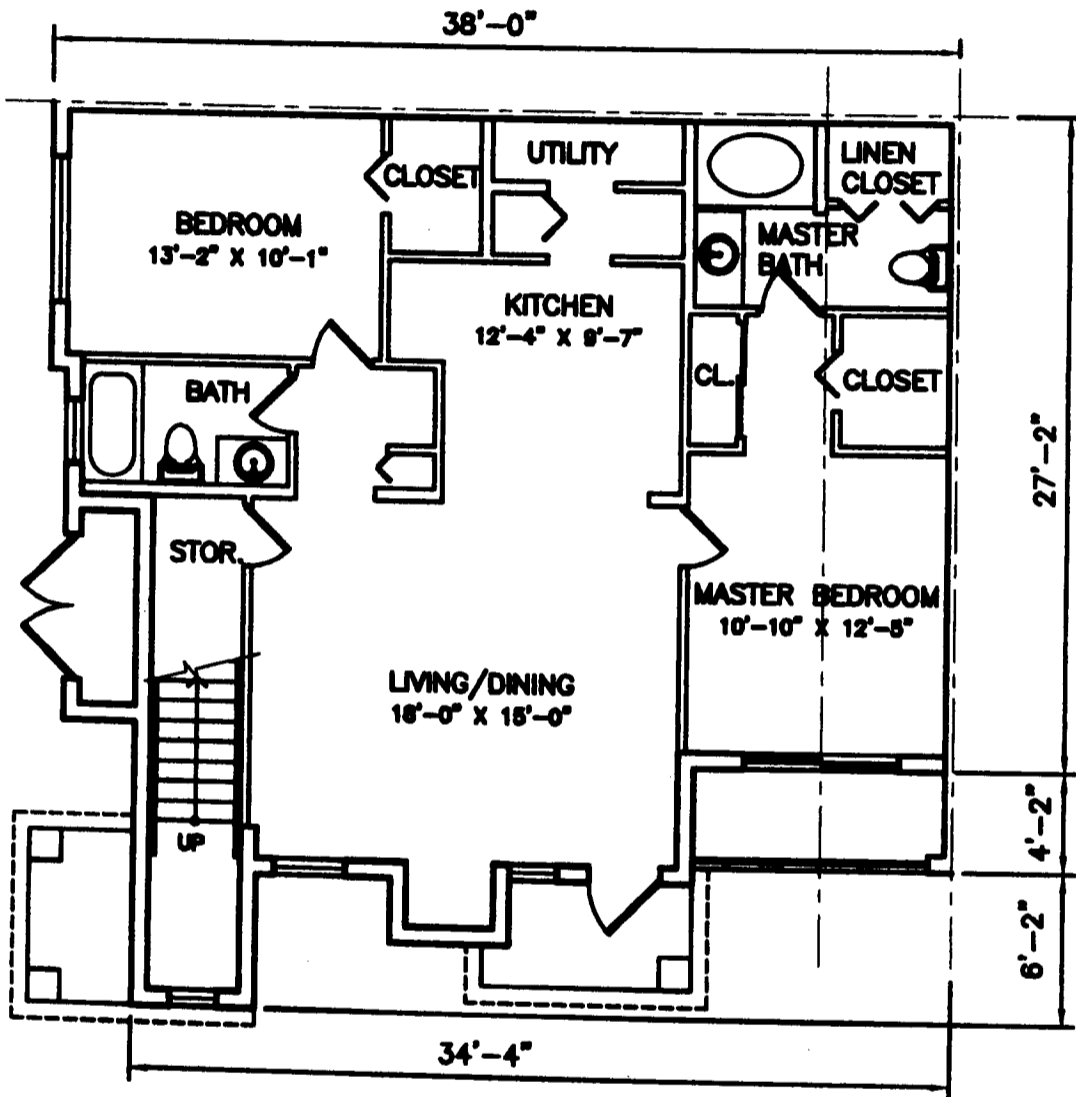 38'-0"
UTILITY
LINEN
CLOSET
CLOSET
BEDROOM
13'-2" X 10'-1"
MASTER
BATH
KITCHEN
12'-4" X 9'-7"
BATH
CL.
CLOSET
27'-2"
STOR.
MASTER BEDROOM
10'-10" X 12'-5"
LIVING/DINING
18'-0" X 15'-0"
UP
4'-2"
6'-2"
34'-4"